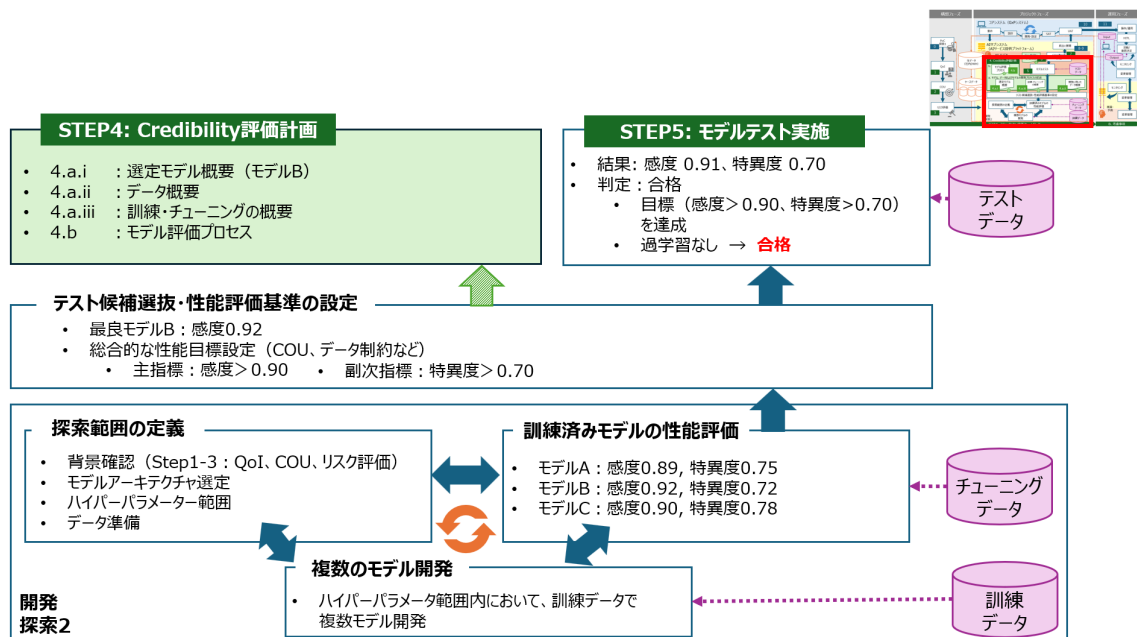 STEP4: Credibility評価計画
• 4.a.i : 選定モデル概要（モデルB）
• 4.a.ii : データ概要
• 4.a.iii : 訓練・チューニングの概要
• 4.b : モデル評価プロセス
STEP5: モデルテスト実施
• 結果: 感度 0.91、特異度 0.70
• 判定 : 合格
• 目標（感度＞0.90、特異度>0.70）
を達成
• 過学習なし → 合格
テスト
データ
テスト候補選抜・性能評価基準の設定
• 最良モデルB : 感度0.92
• 総合的な性能目標設定（COU、データ制約など）
• 主指標 : 感度＞0.90 • 副次指標 : 特異度＞0.70
探索範囲の定義
• 背景確認（Step1-3 : QoI、COU、リスク評価）
• モデルアーキテクチャ選定
• ハイパーパラメーター範囲
• データ準備
訓練済みモデルの性能評価
• モデルA : 感度0.89, 特異度0.75
• モデルB : 感度0.92, 特異度0.72
• モデルC : 感度0.90, 特異度0.78
チューニング
データ
複数のモデル開発
• ハイパーパラメータ範囲内において、訓練データで
複数モデル開発
訓練
データ
開発
探索2